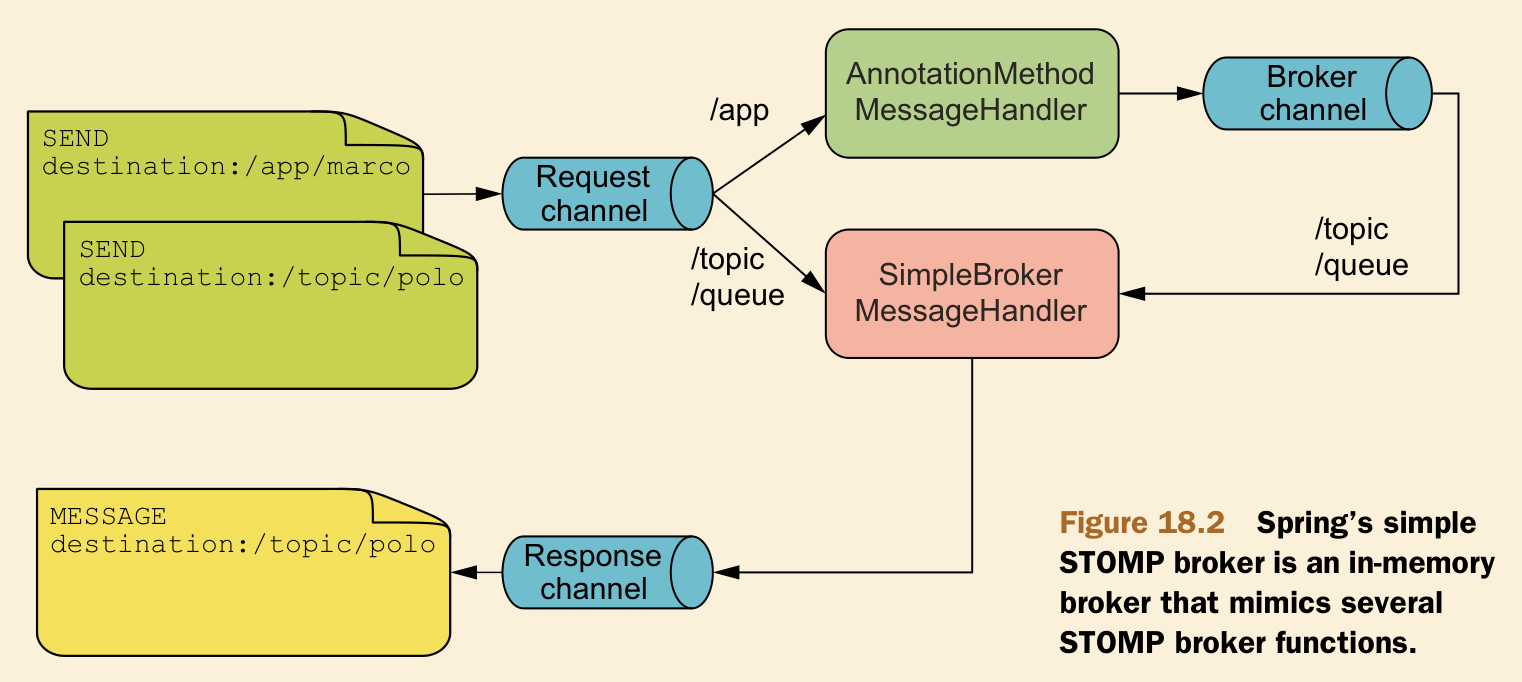 SEND
destination:/app/marco
SEND
destination:/topic/polo
Request
channel
/app
/topic
/queue
AnnotationMethod
MessageHandler
SimpleBroker
MessageHandler
Broker
channel
/topic
/queue
MESSAGE
destination:/topic/polo
Response
channel
Figure 18.2 Spring’s simple
STOMP broker is an in-memory
broker that mimics several
STOMP broker functions.